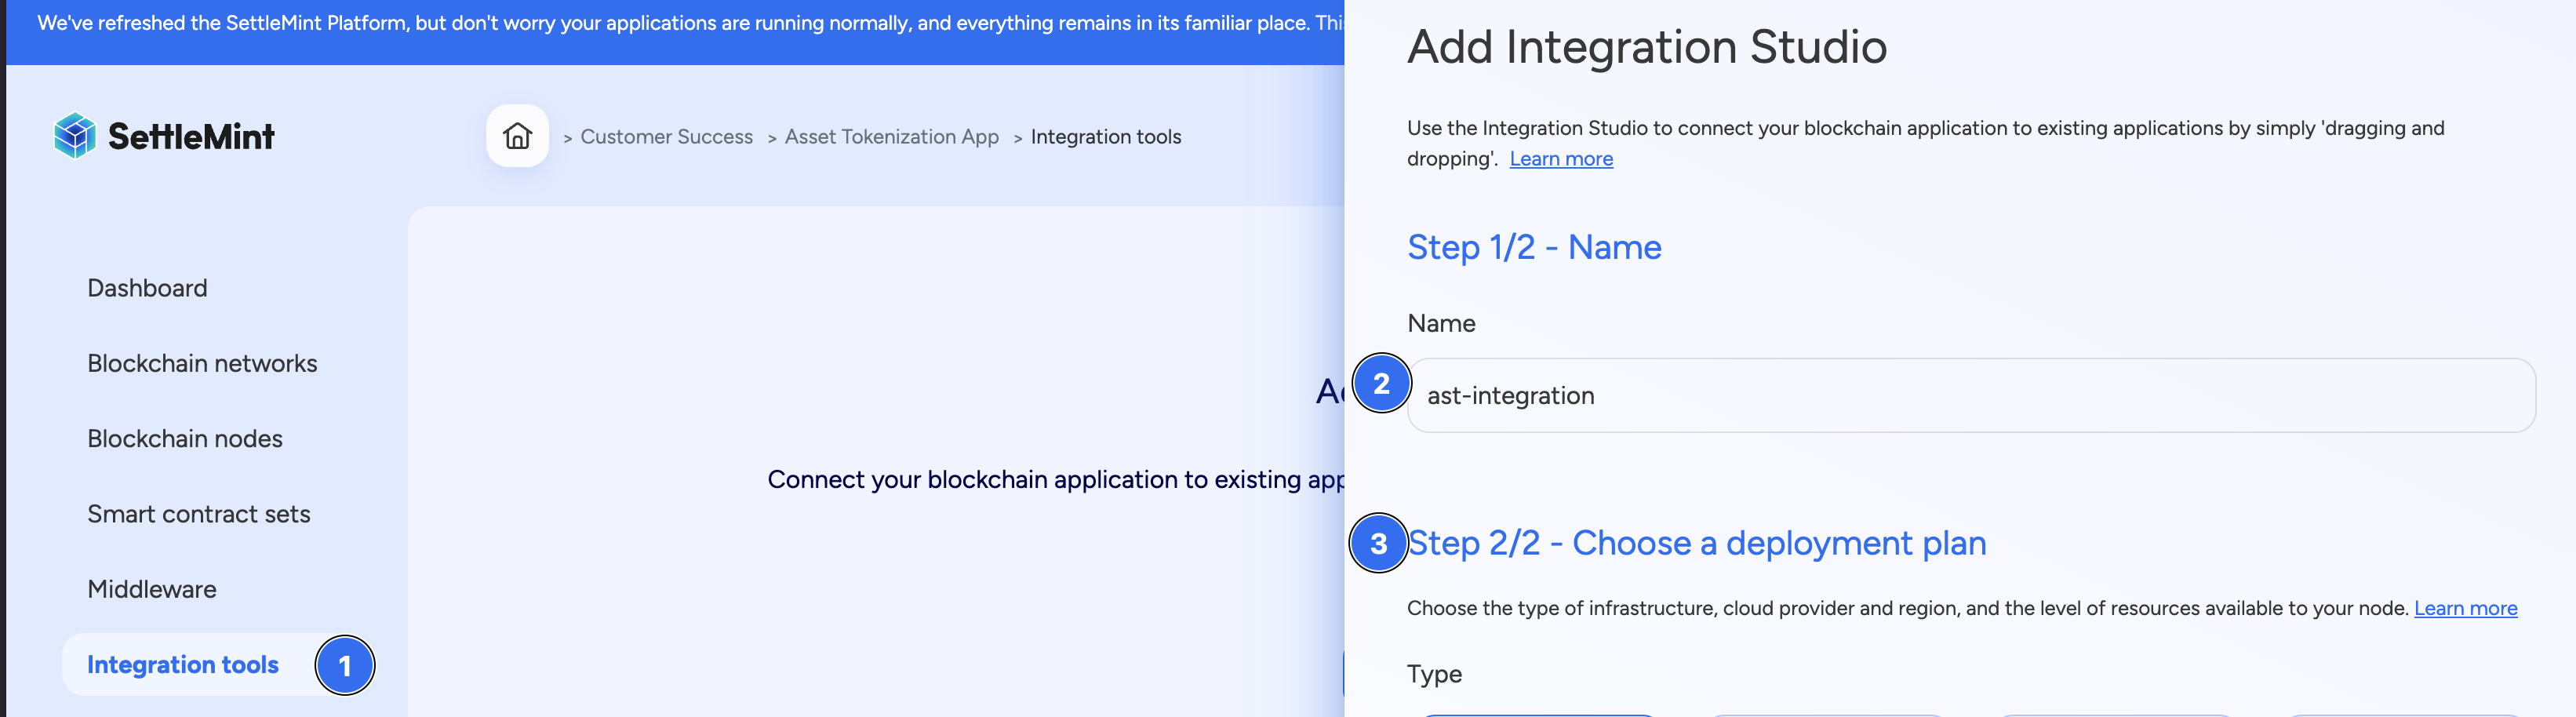 We've refreshed the SettleMint Platform, but don't worry your applications are running normally, and everything remains in its familiar place. This
SettleMint
> Customer Success > Asset Tokenization App > Integration tools
Dashboard
Blockchain networks
Blockchain nodes
Smart contract sets
Middleware
Integration tools 1
Connect your blockchain application to existing
Add Integration Studio
Use the Integration Studio to connect your blockchain application to existing applications by simply 'dragging and
dropping'. Learn more
Step 1/2 - Name
Name
2 ast-integration
3 Step 2/2 - Choose a deployment plan
Choose the type of infrastructure, cloud provider and region, and the level of resources available to your node. Learn more
Type